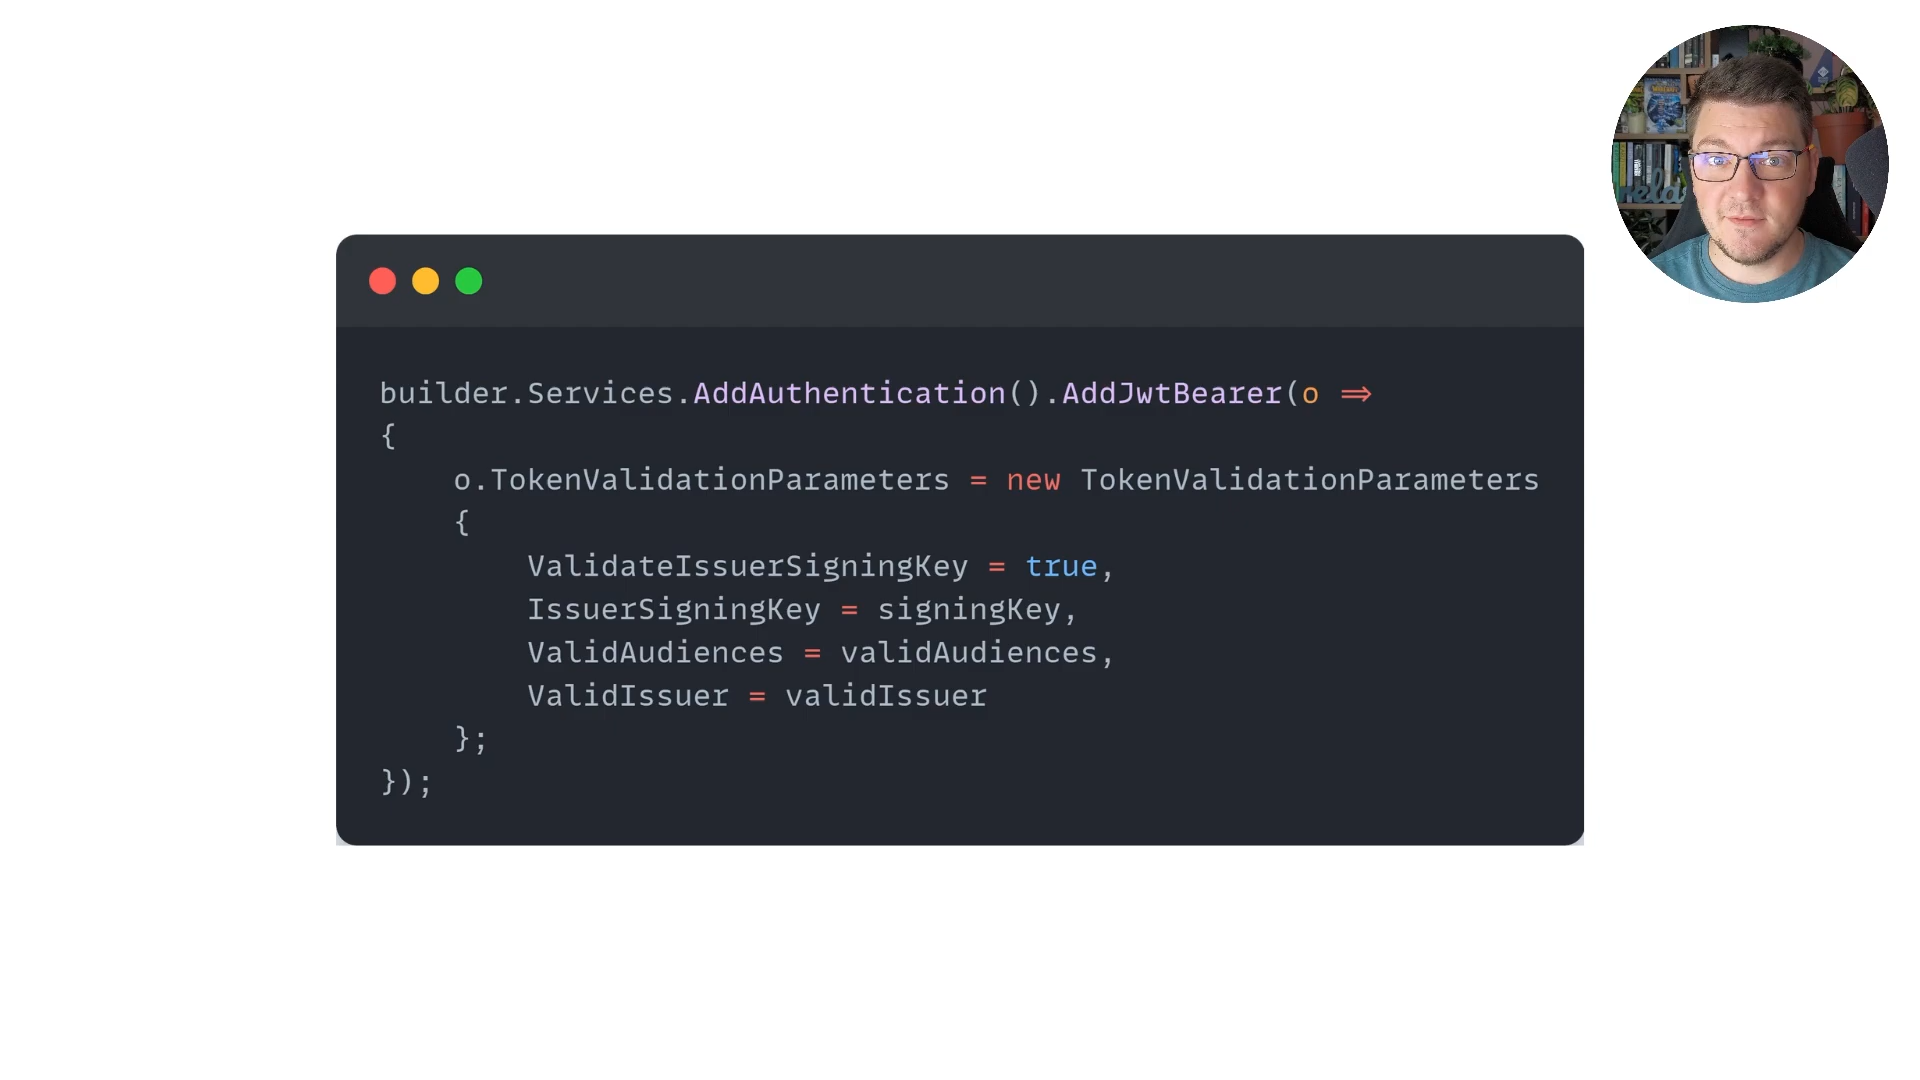 builder.Services.AddAuthentication().AddJwtBearer(o =>
{
    o.TokenValidationParameters = new TokenValidationParameters
    {
        ValidateIssuerSigningKey = true,
        IssuerSigningKey = signingKey,
        ValidAudiences = validAudiences,
        ValidIssuer = validIssuer
    };
});